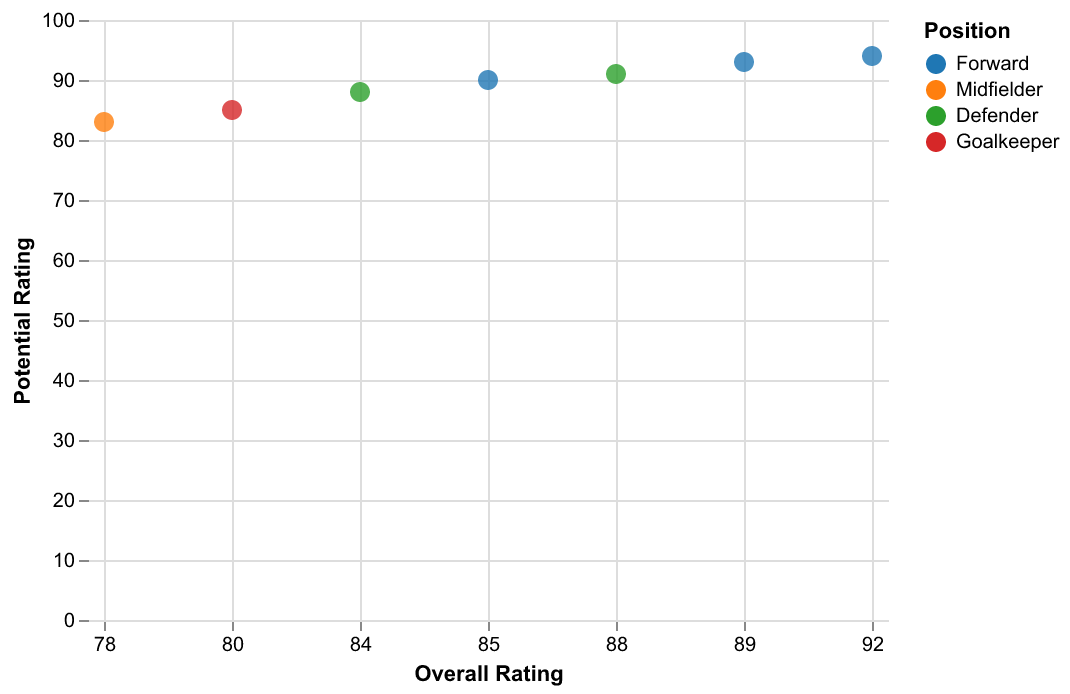 Position
Forward
Midfielder
Defender
Goalkeeper
Potential Rating
100
90
80
70
60
50
40
30
20
10
0
78 80 84 85 88 89 92
Overall Rating